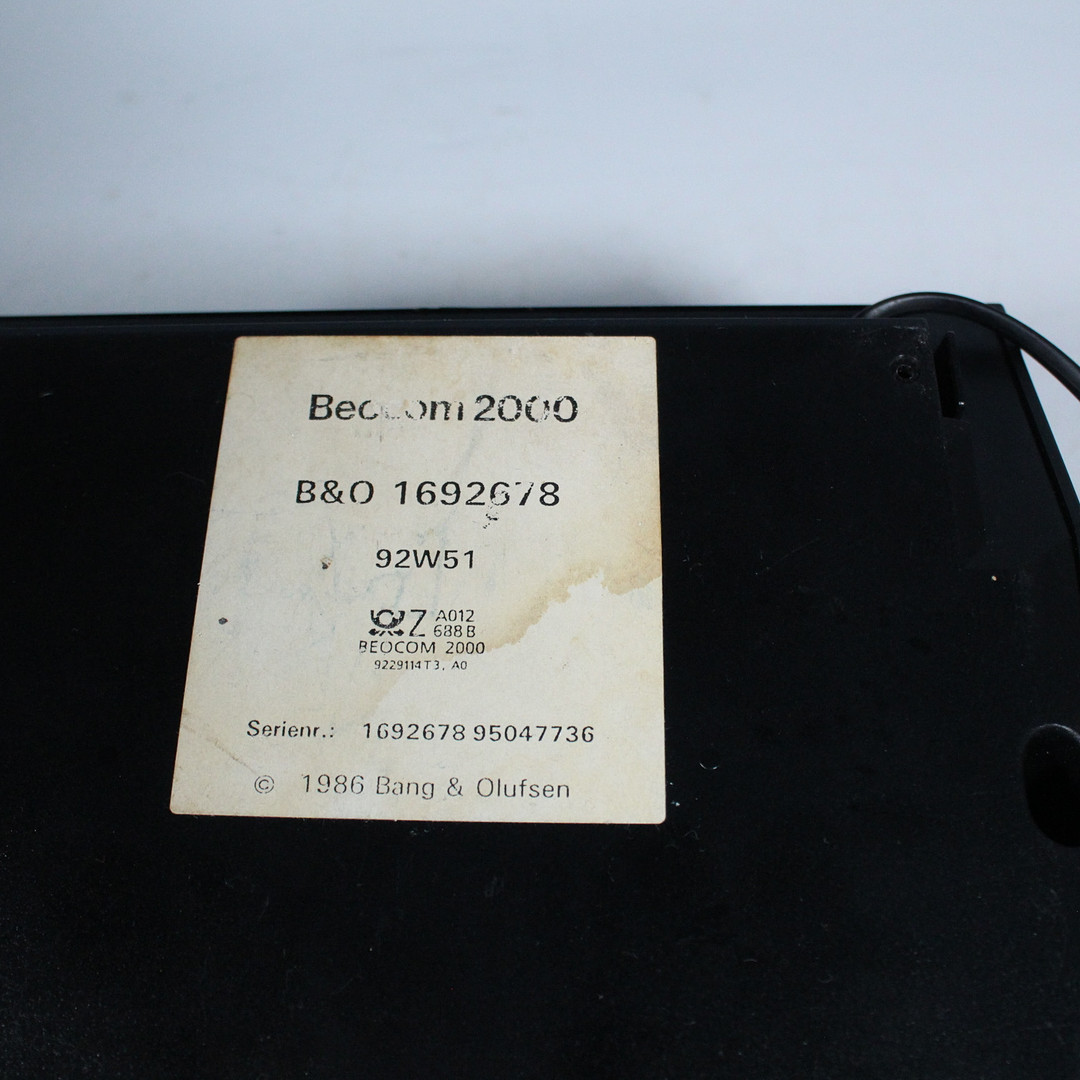 Beocom 2000
B&O 1692678
92W51
Z A012
688 B
BEOCOM 2000
9229114T3, A0
Serienr.: 1692678 95047736
© 1986 Bang & Olufsen